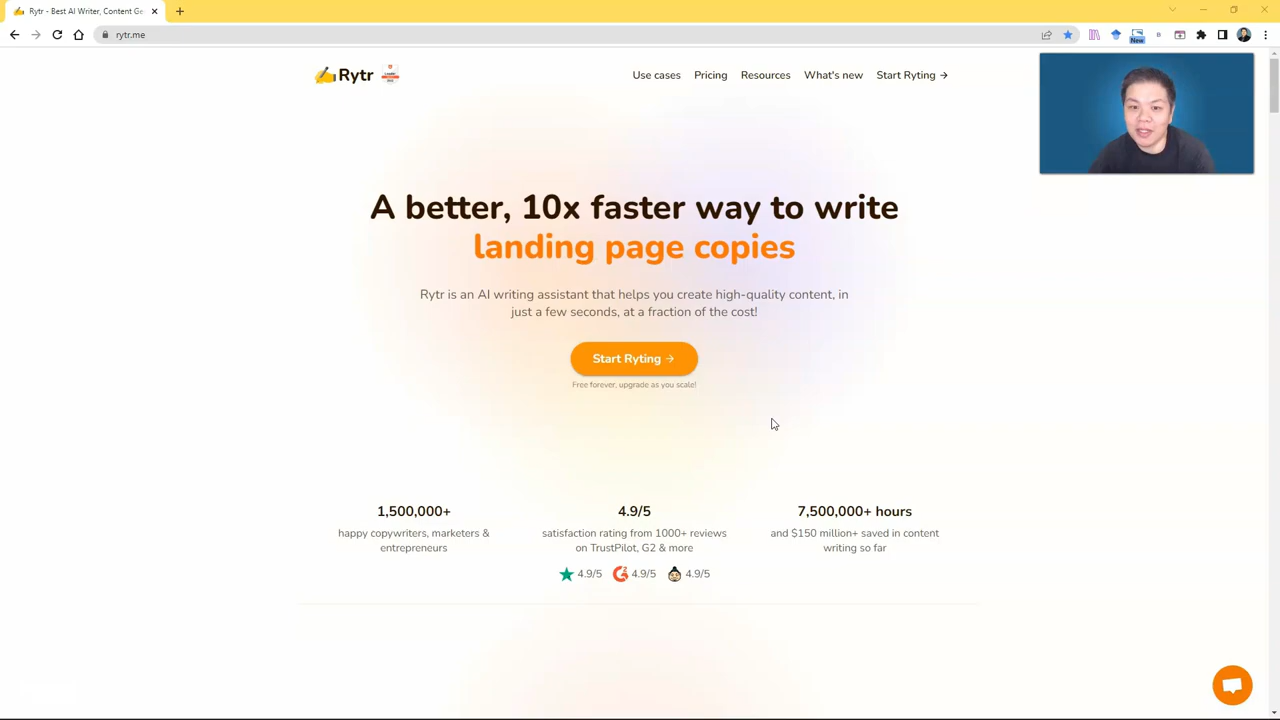 Rytr - Best AI Writer, Content Ge
rytr.me
New
Rytr
Use cases
Pricing
Resources
What's new
Start Ryting →
A better, 10x faster way to write
landing page copies
Rytr is an AI writing assistant that helps you create high-quality content, in
just a few seconds, at a fraction of the cost!
Start Ryting →
Free forever, upgrade as you scale!
1,500,000+
happy copywriters, marketers &
entrepreneurs
4.9/5
satisfaction rating from 1000+ reviews
on TrustPilot, G2 & more
4.9/5 4.9/5 4.9/5
7,500,000+ hours
and $150 million+ saved in content
writing so far